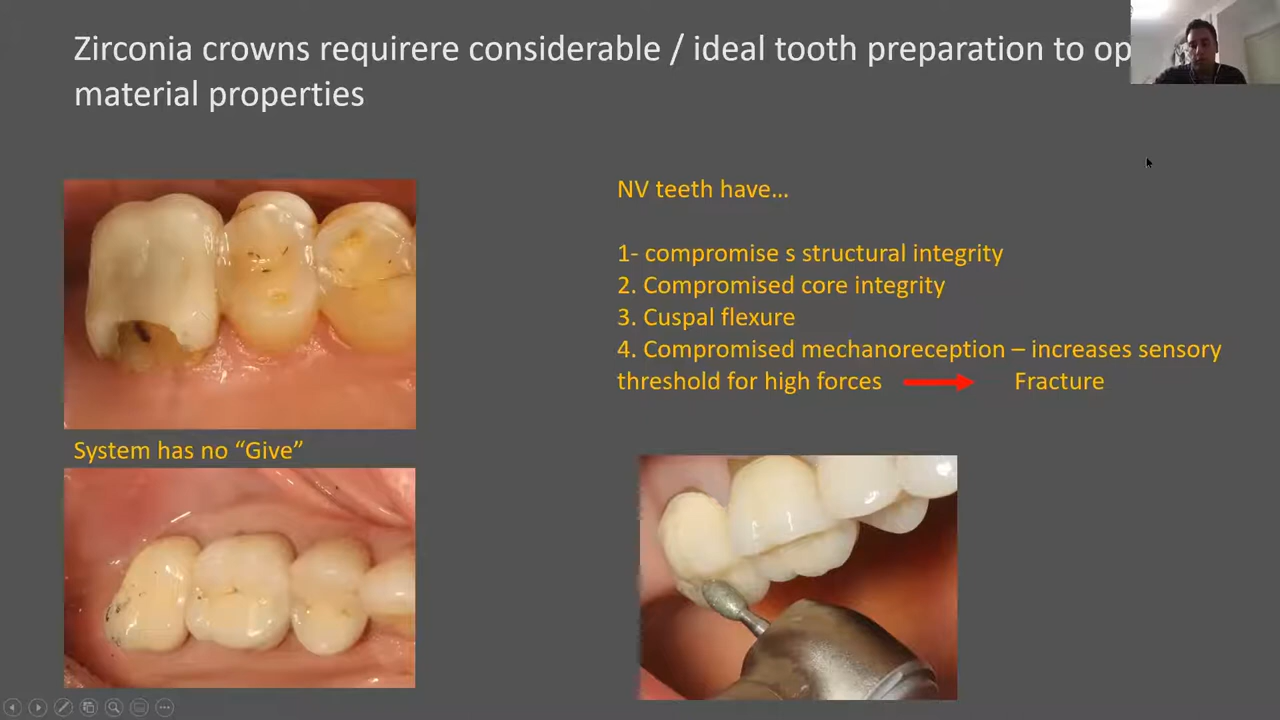 Zirconia crowns requirere considerable / ideal tooth preparation to op
material properties
NV teeth have…
1- compromise s structural integrity
2. Compromised core integrity
3. Cuspal flexure
4. Compromised mechanoreception – increases sensory
threshold for high forces Fracture
System has no “Give”